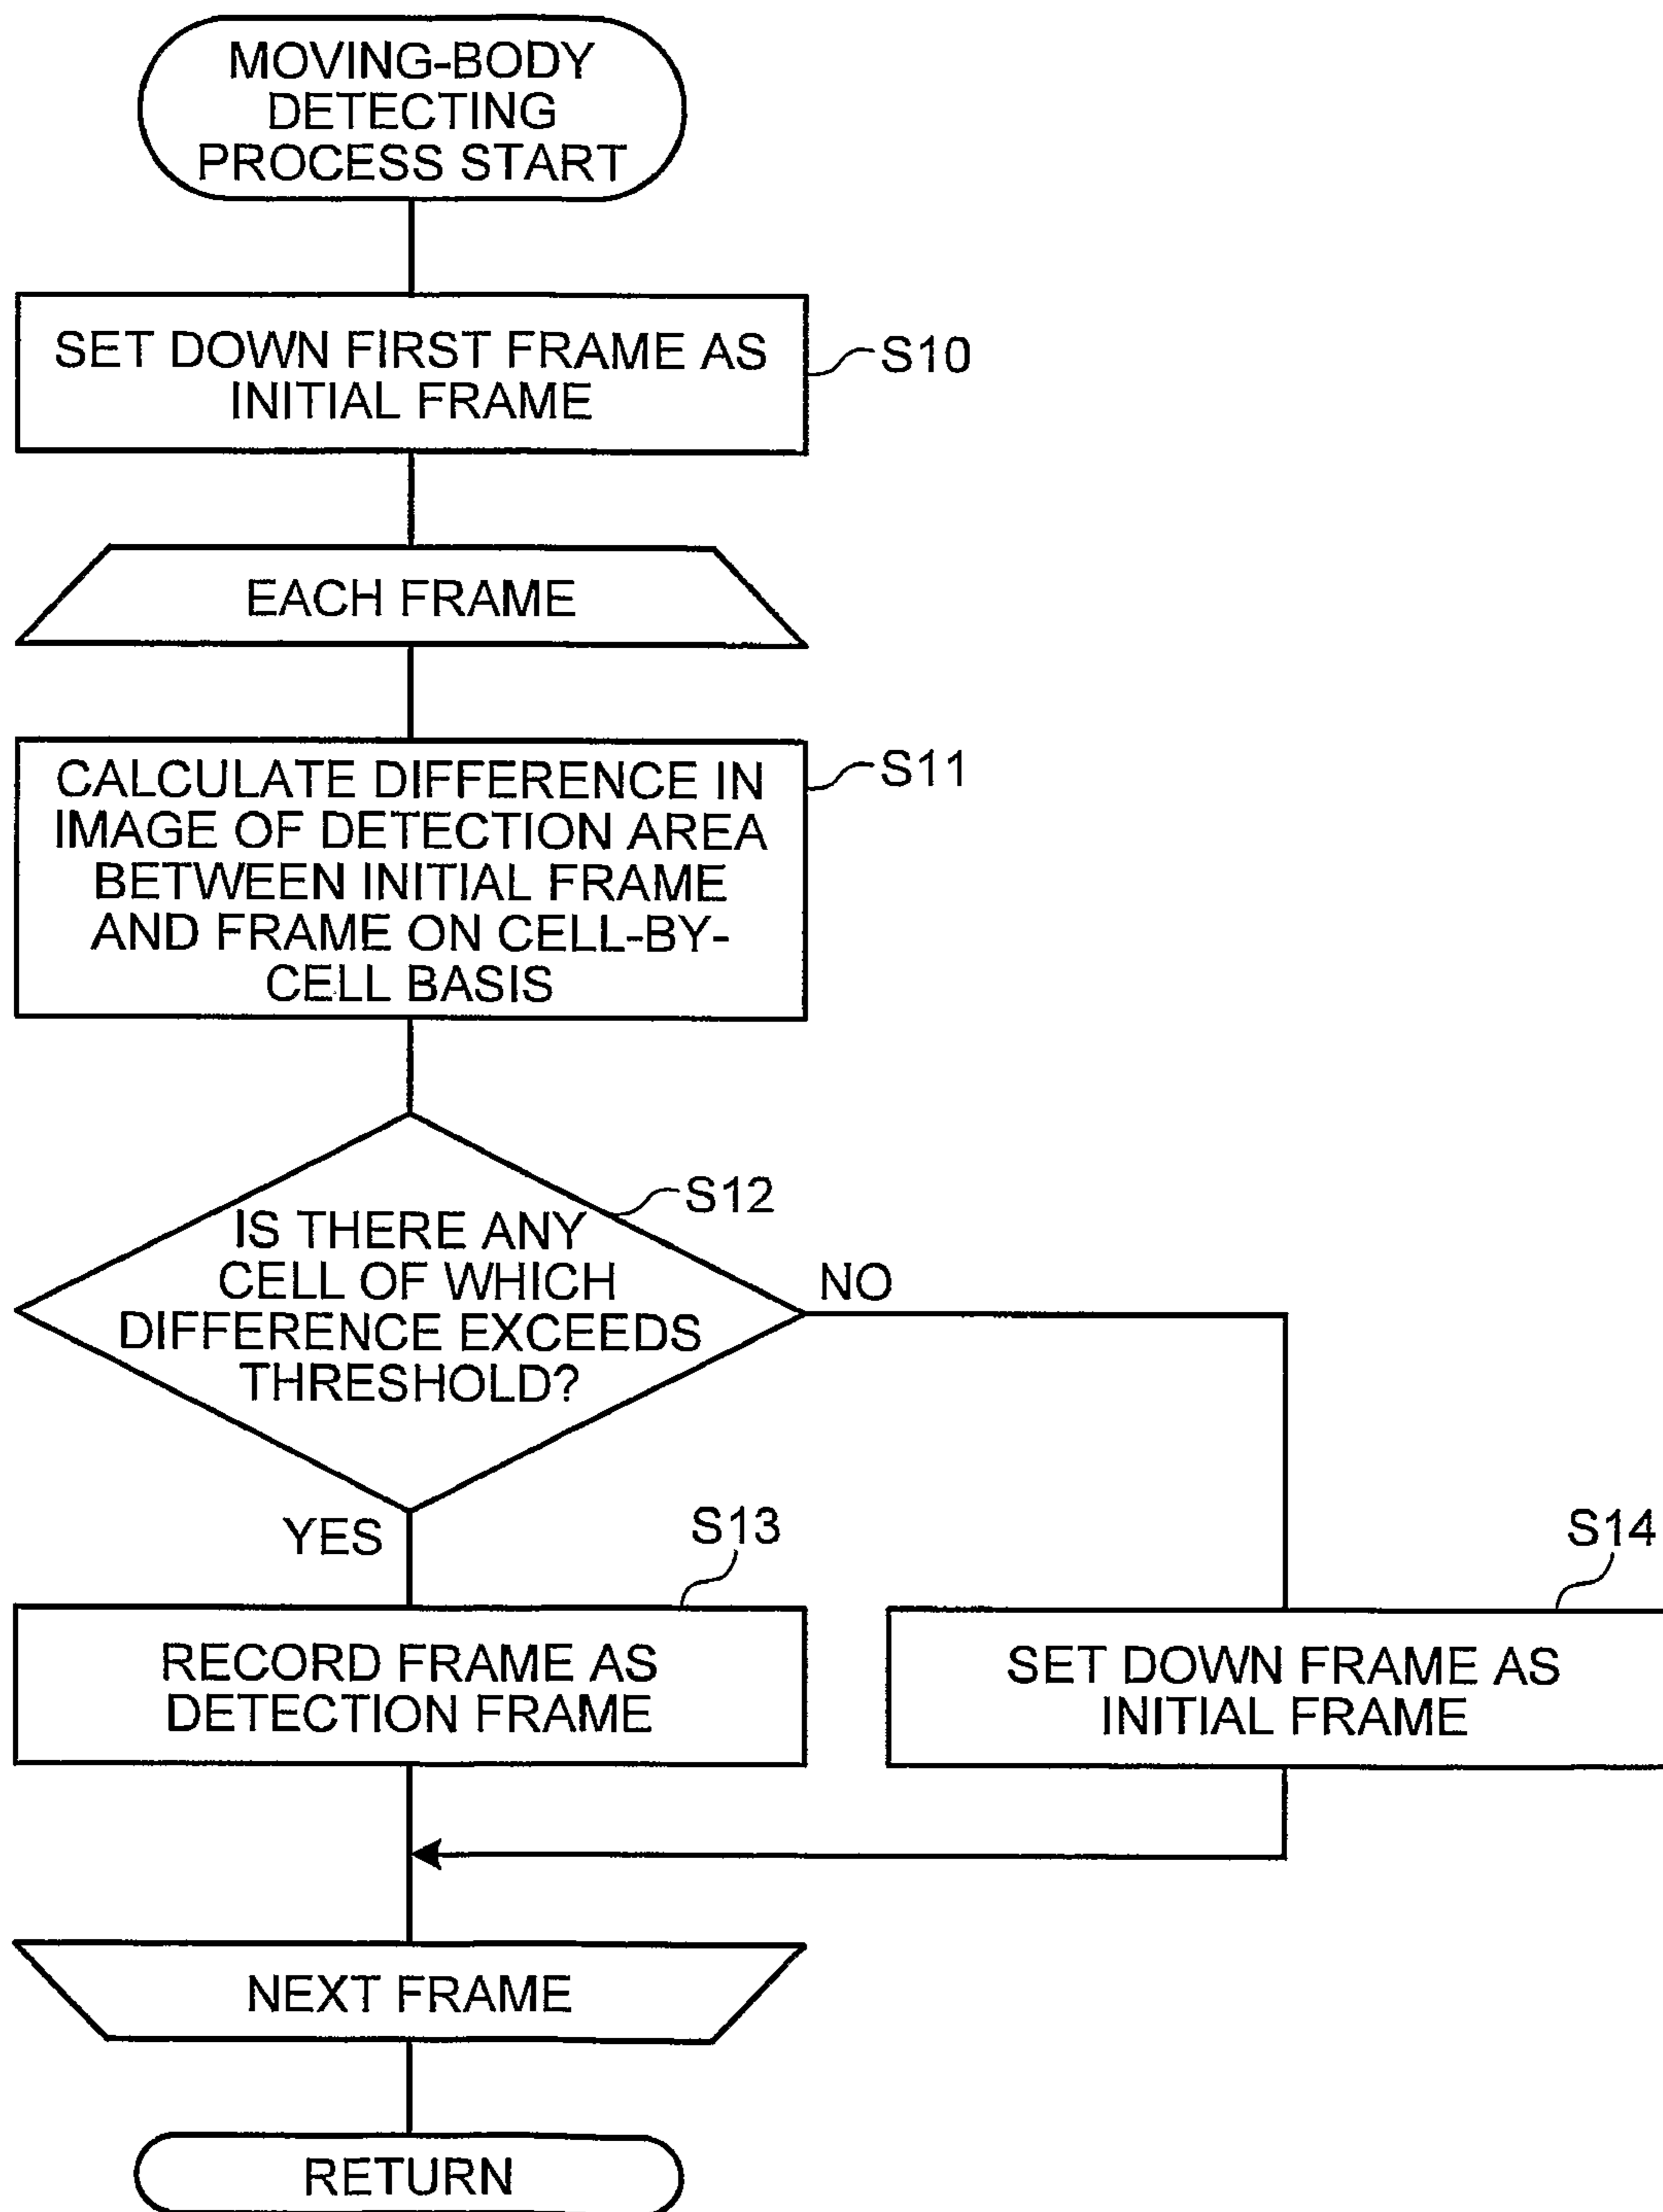 MOVING-BODY
DETECTING
PROCESS START
SET DOWN FIRST FRAME AS
INITIAL FRAME
S10
EACH FRAME
CALCULATE DIFFERENCE IN
IMAGE OF DETECTION AREA
BETWEEN INITIAL FRAME
AND FRAME ON CELL-BY-
CELL BASIS
S11
S12
IS THERE ANY
CELL OF WHICH
DIFFERENCE EXCEEDS
THRESHOLD?
NO
YES
S13
S14
RECORD FRAME AS
DETECTION FRAME
SET DOWN FRAME AS
INITIAL FRAME
NEXT FRAME
RETURN